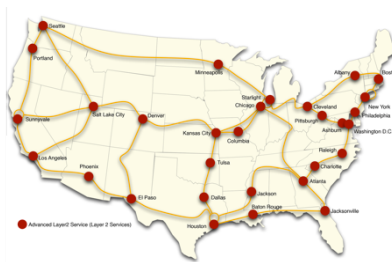 Seattle
Portland
Minneapolis
Starlight
Chicago
Albany
Bost
Cleveland
New York
Pittsburgh
Philadelphia
Ashburn
Washington D.C
Sunnyvale
Salt Lake City
Denver
Kansas City
Columbia
Raleigh
Charlotte
Los Angeles
Phoenix
Tulsa
Atlanta
El Paso
Dallas
Jackson
Baton Rouge
Jacksonville
Houston
Advanced Layer2 Service (Layer 2 Services)